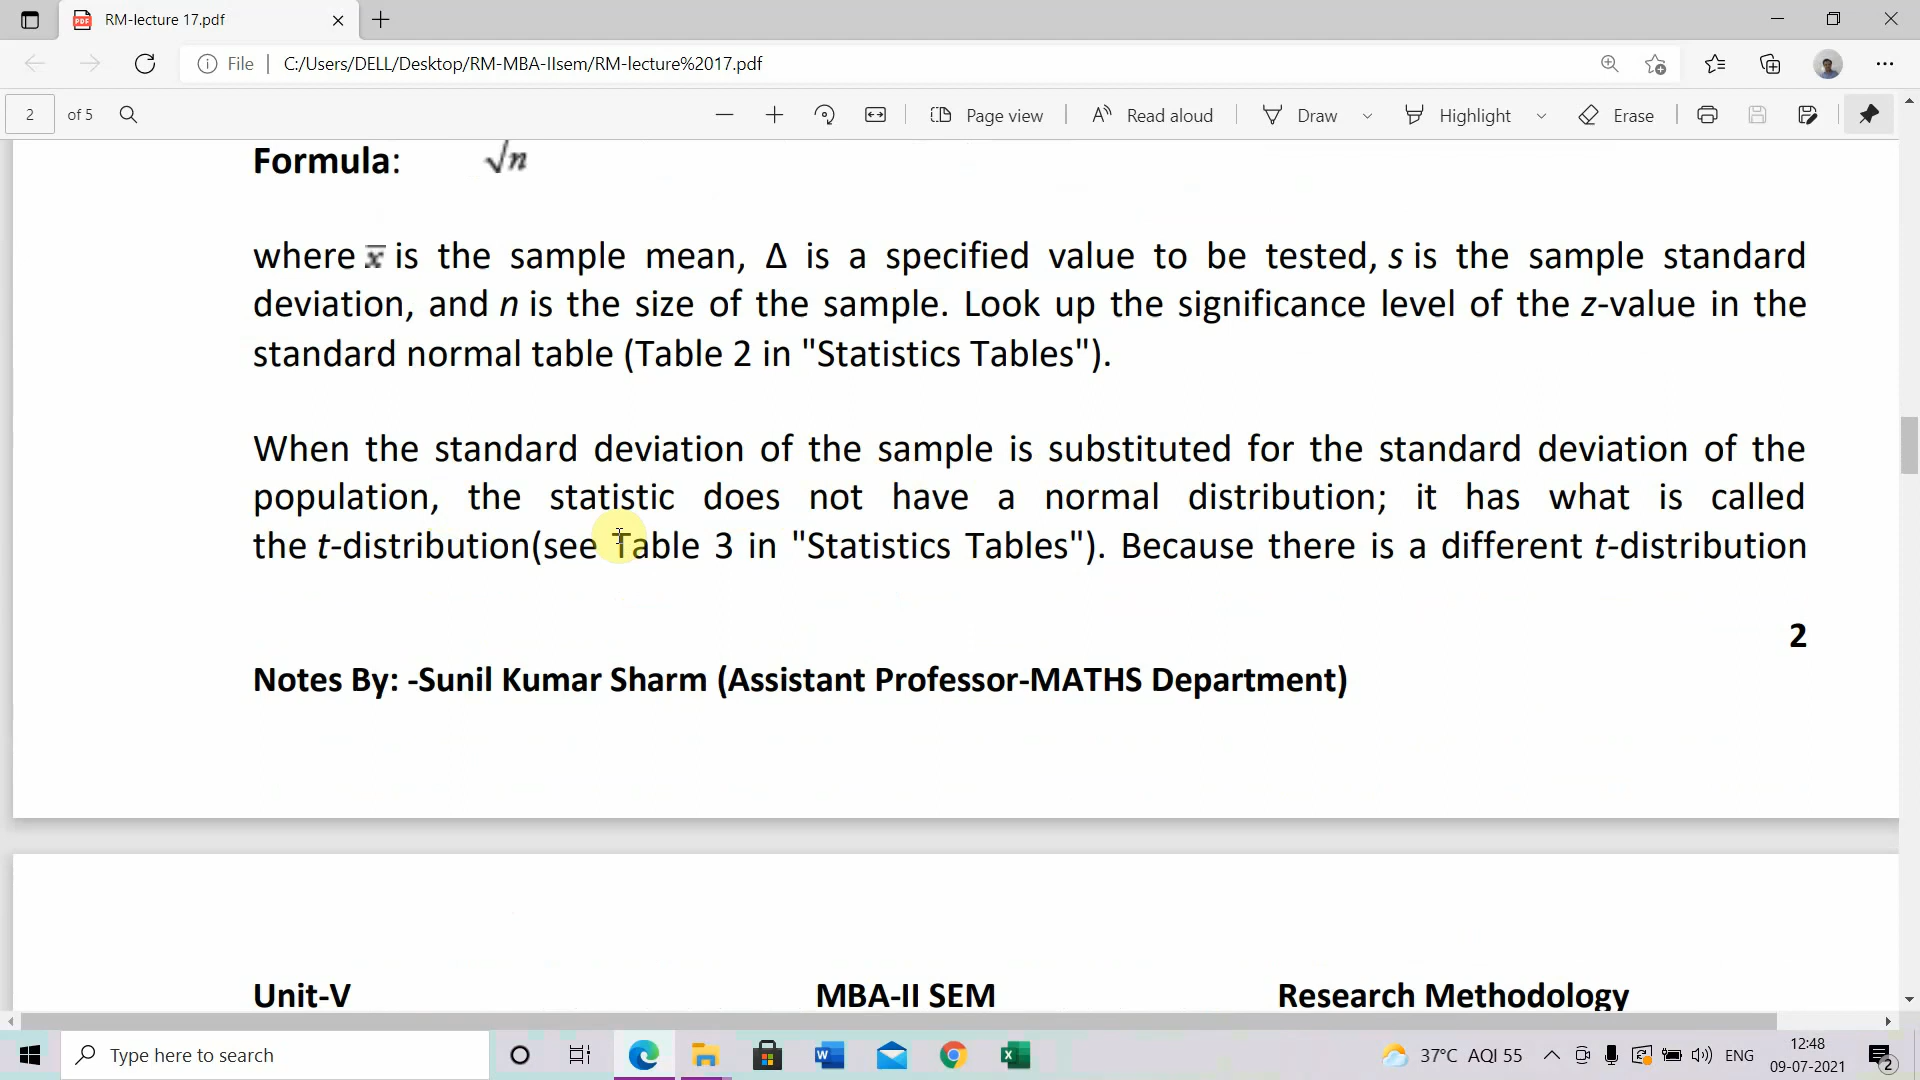 RM-lecture 17.pdf
File | C:/Users/DELL/Desktop/RM-MBA-IIsem/RM-lecture%2017.pdf
2 of 5 Page view Read aloud Draw Highlight Erase
Formula: √n
where x̅ is the sample mean, Δ is a specified value to be tested, s is the sample standard
deviation, and n is the size of the sample. Look up the significance level of the z-value in the
standard normal table (Table 2 in "Statistics Tables").
When the standard deviation of the sample is substituted for the standard deviation of the
population, the statistic does not have a normal distribution; it has what is called
the t-distribution(see Table 3 in "Statistics Tables"). Because there is a different t-distribution
2
Notes By: -Sunil Kumar Sharm (Assistant Professor-MATHS Department)
Unit-V MBA-II SEM Research Methodology
Type here to search 37°C AQI 55 ENG 12:48
09-07-2021 2